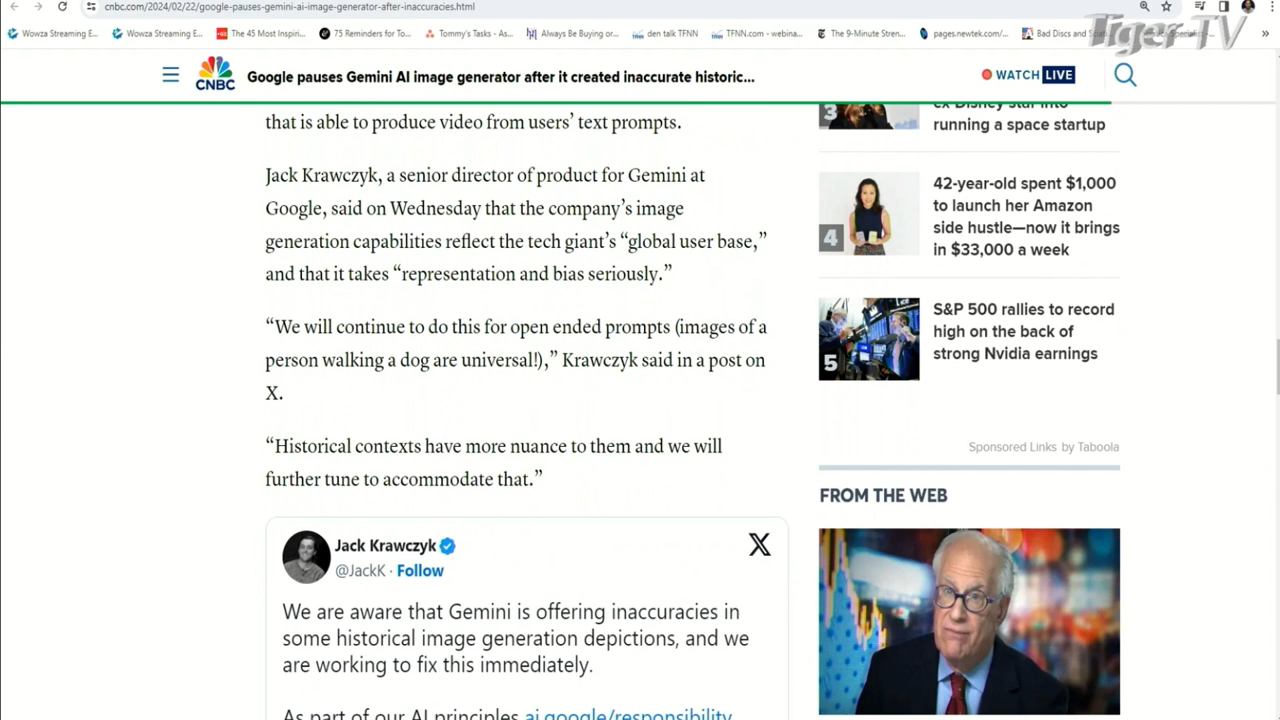 cnbc.com/2024/02/22/google-pauses-gemini-ai-image-generator-after-inaccuracies.html
Wowza Streaming E... Wowza Streaming E... The 45 Most Inspiri... 75 Reminders for To... Tommy's Tasks - As... Always Be Buying or... den talk TFNN TFNN.com - webina... The 9-Minute Stren... pages.newtek.com/... Bad Discs and
Tiger TV
CNBC
Google pauses Gemini AI image generator after it created inaccurate historic...
WATCH LIVE
that is able to produce video from users’ text prompts.
Jack Krawczyk, a senior director of product for Gemini at
Google, said on Wednesday that the company’s image
generation capabilities reflect the tech giant’s “global user base,”
and that it takes “representation and bias seriously.”
“We will continue to do this for open ended prompts (images of a
person walking a dog are universal!),” Krawczyk said in a post on
X.
“Historical contexts have more nuance to them and we will
further tune to accommodate that.”
Jack Krawczyk
@JackK · Follow
X
We are aware that Gemini is offering inaccuracies in
some historical image generation depictions, and we
are working to fix this immediately.
As part of our AI principles ai.google/responsibility
3
ex-Disney star into
running a space startup
4
42-year-old spent $1,000
to launch her Amazon
side hustle—now it brings
in $33,000 a week
5
S&P 500 rallies to record
high on the back of
strong Nvidia earnings
Sponsored Links by Taboola
FROM THE WEB